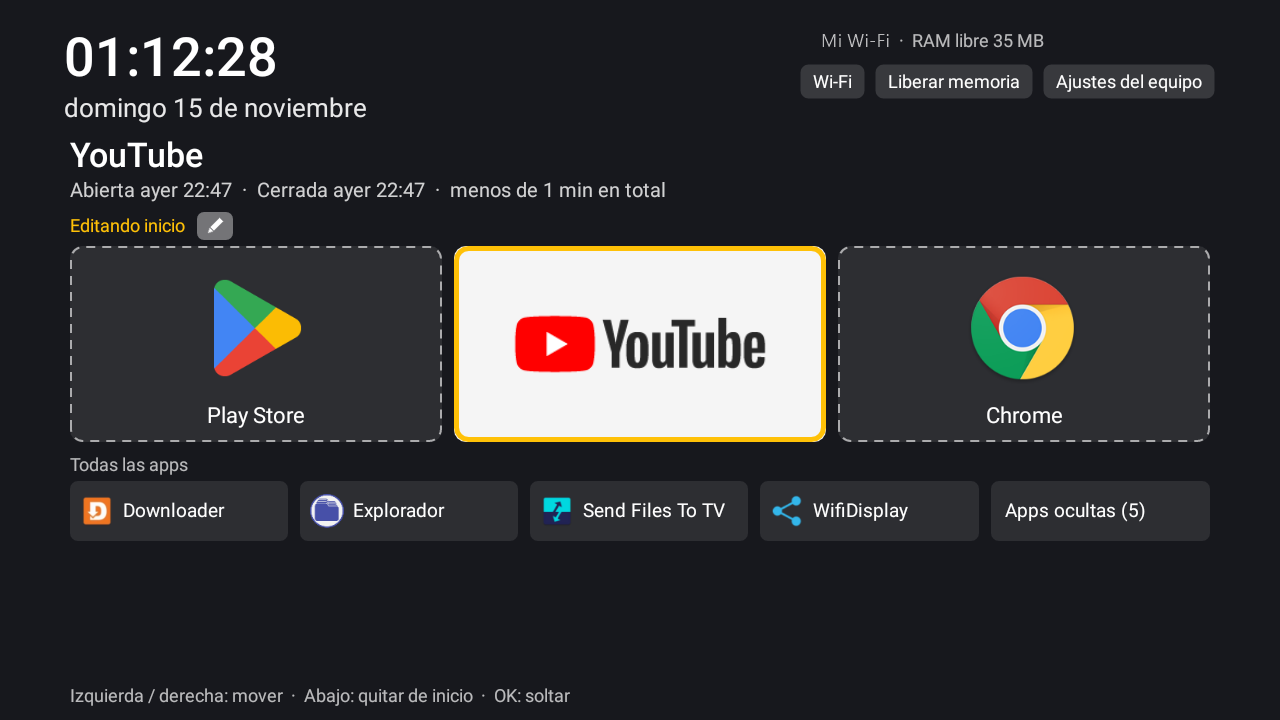 01:12:28
domingo 15 de noviembre
Mi Wi-Fi · RAM libre 35 MB
Wi-Fi
Liberar memoria
Ajustes del equipo
YouTube
Abierta ayer 22:47 · Cerrada ayer 22:47 · menos de 1 min en total
Editando inicio
Play Store
YouTube
Chrome
Todas las apps
Downloader
Explorador
Send Files To TV
WifiDisplay
Apps ocultas (5)
Izquierda / derecha: mover · Abajo: quitar de inicio · OK: soltar